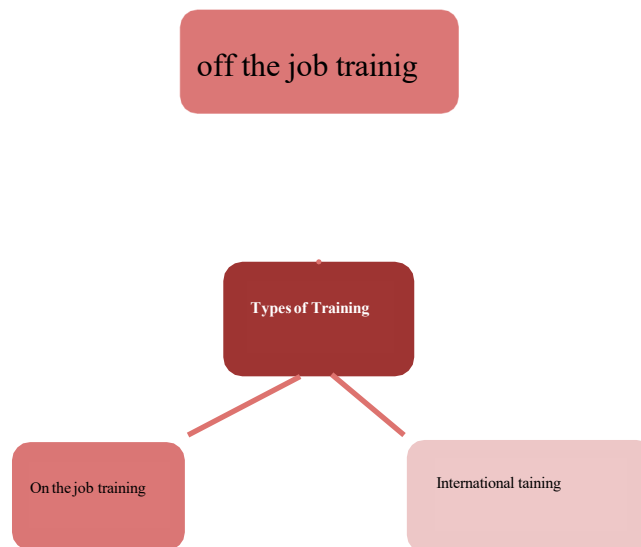 off the job trainig
Types of Training
On the job training
International taining